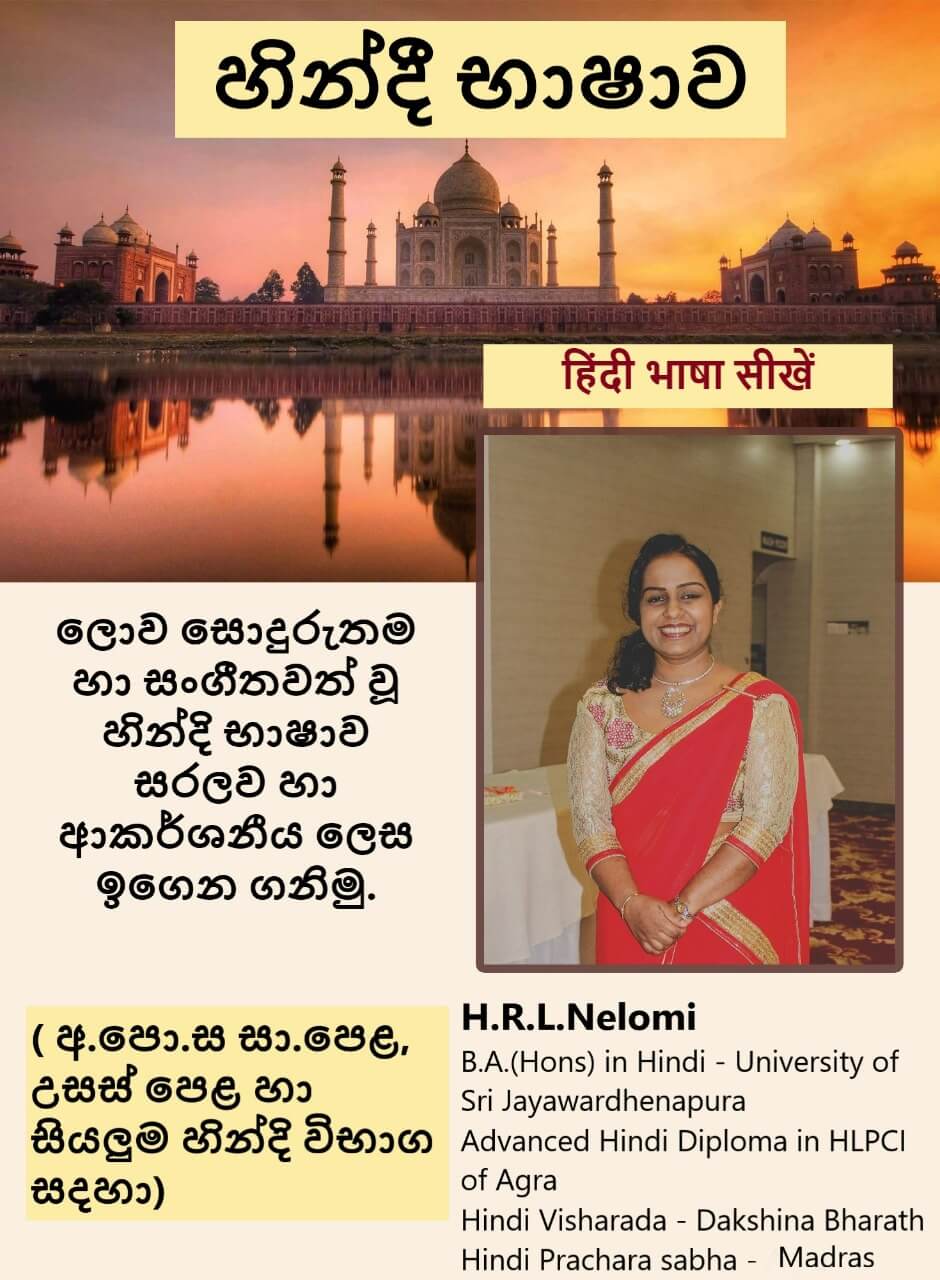 හින්දී භාෂාව
हिंदी भाषा सीखें
ලොව සොදුරුතම
හා සංගීතවත් වූ
හින්දි භාෂාව
සරලව හා
ආකර්ශනීය ලෙස
ඉගෙන ගනිමු.
( අ.පො.ස සා.පෙළ,
උසස් පෙළ හා
සියලුම හින්දි විභාග
සදහා)
H.R.L.Nelomi
B.A.(Hons) in Hindi - University of
Sri Jayawardhenapura
Advanced Hindi Diploma in HLPCI
of Agra
Hindi Visharada - Dakshina Bharath
Hindi Prachara sabha - Madras